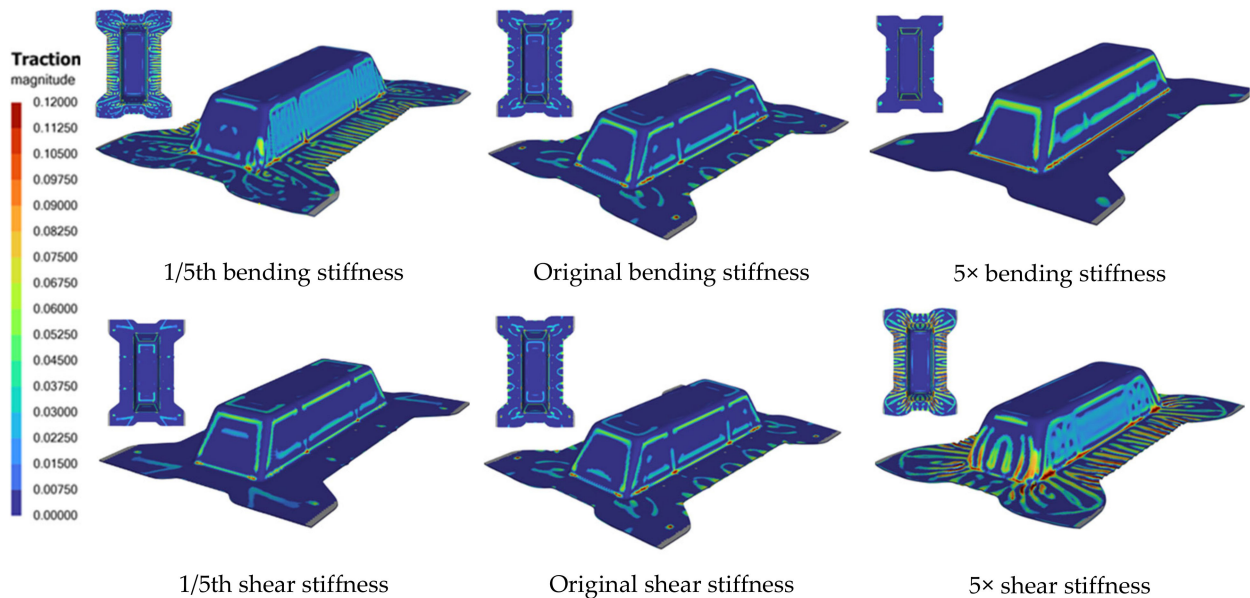 Traction
magnitude
0.12000
0.11250
0.10500
0.09750
0.09000
0.08250
0.07500
0.06750
0.06000
0.05250
0.04500
0.03750
0.03000
0.02250
0.01500
0.00750
0.00000
1/5th bending stiffness
Original bending stiffness
5× bending stiffness
1/5th shear stiffness
Original shear stiffness
5× shear stiffness